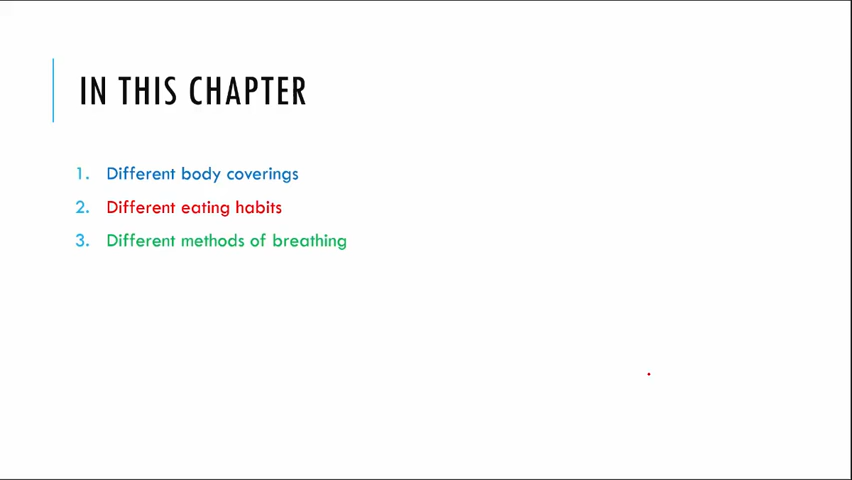 IN THIS CHAPTER
1. Different body coverings
2. Different eating habits
3. Different methods of breathing